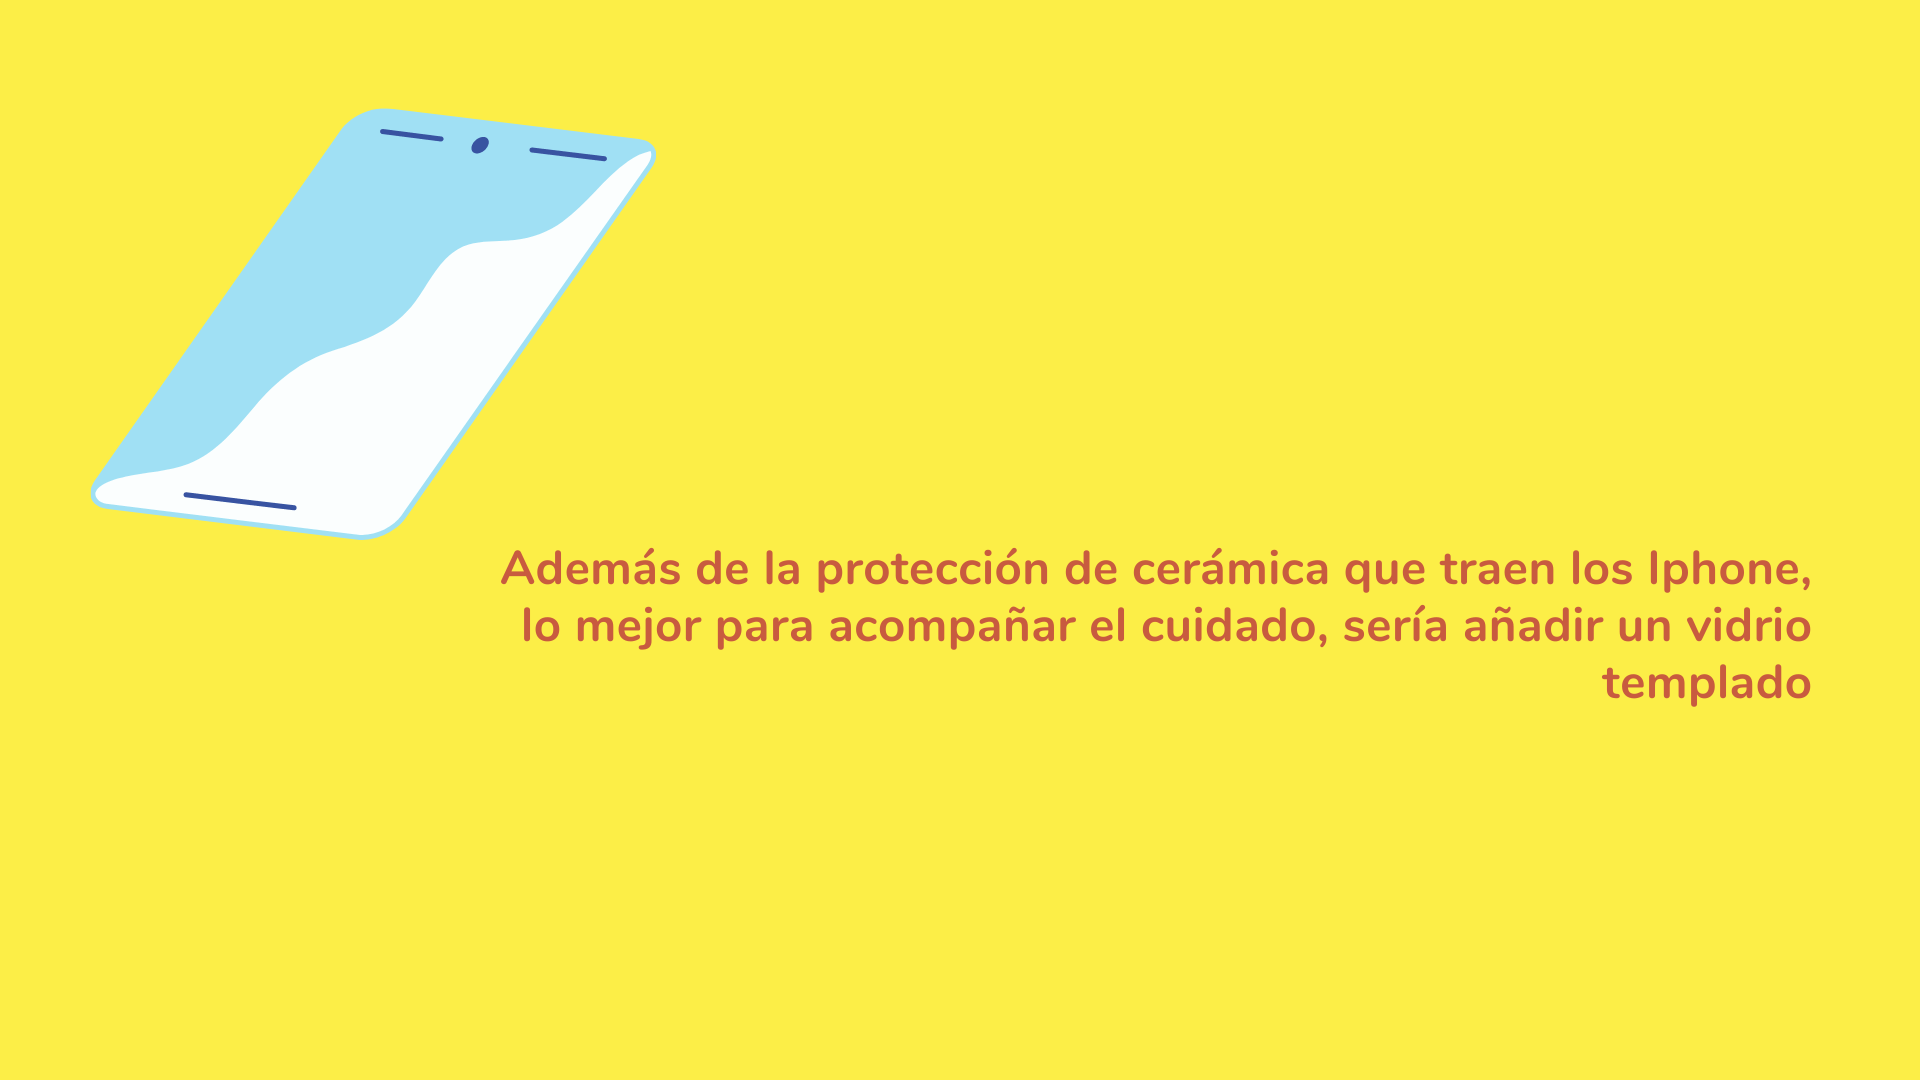 Además de la protección de cerámica que traen los Iphone,
lo mejor para acompañar el cuidado, sería añadir un vidrio
templado